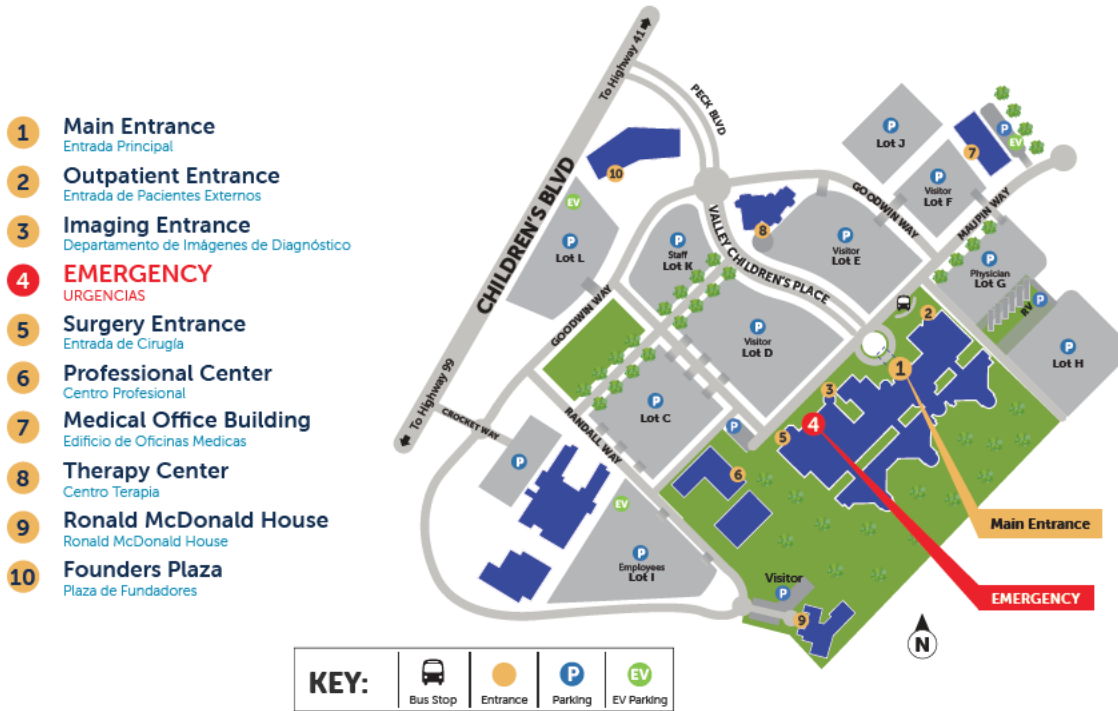 1 Main Entrance
Entrada Principal
2 Outpatient Entrance
Entrada de Pacientes Externos
3 Imaging Entrance
Departamento de Imágenes de Diagnóstico
4 EMERGENCY
URGENCIAS
5 Surgery Entrance
Entrada de Cirugía
6 Professional Center
Centro Profesional
7 Medical Office Building
Edificio de Oficinas Medicas
8 Therapy Center
Centro Terapia
9 Ronald McDonald House
Ronald McDonald House
10 Founders Plaza
Plaza de Fundadores
To Highway 41
CHILDREN'S BLVD
To Highway 99
PECK BLVD
10
EV
P
Lot L
P
Staff
Lot K
VALLEY CHILDREN'S PLACE
8
P
Visitor
Lot E
GOODWIN WAY
P
Lot J
P
Visitor
Lot F
7
P
EV
MAUPIN WAY
P
Physician
Lot G
RV
P
P
Lot H
GOODWIN WAY
P
Visitor
Lot D
2
1
3
4
5
6
P
Lot C
P
RANDALL WAY
CROCKET WAY
P
EV
P
Employees
Lot I
Visitor
P
9
Main Entrance
EMERGENCY
N
KEY:
Bus Stop
Entrance
P
Parking
EV
EV Parking